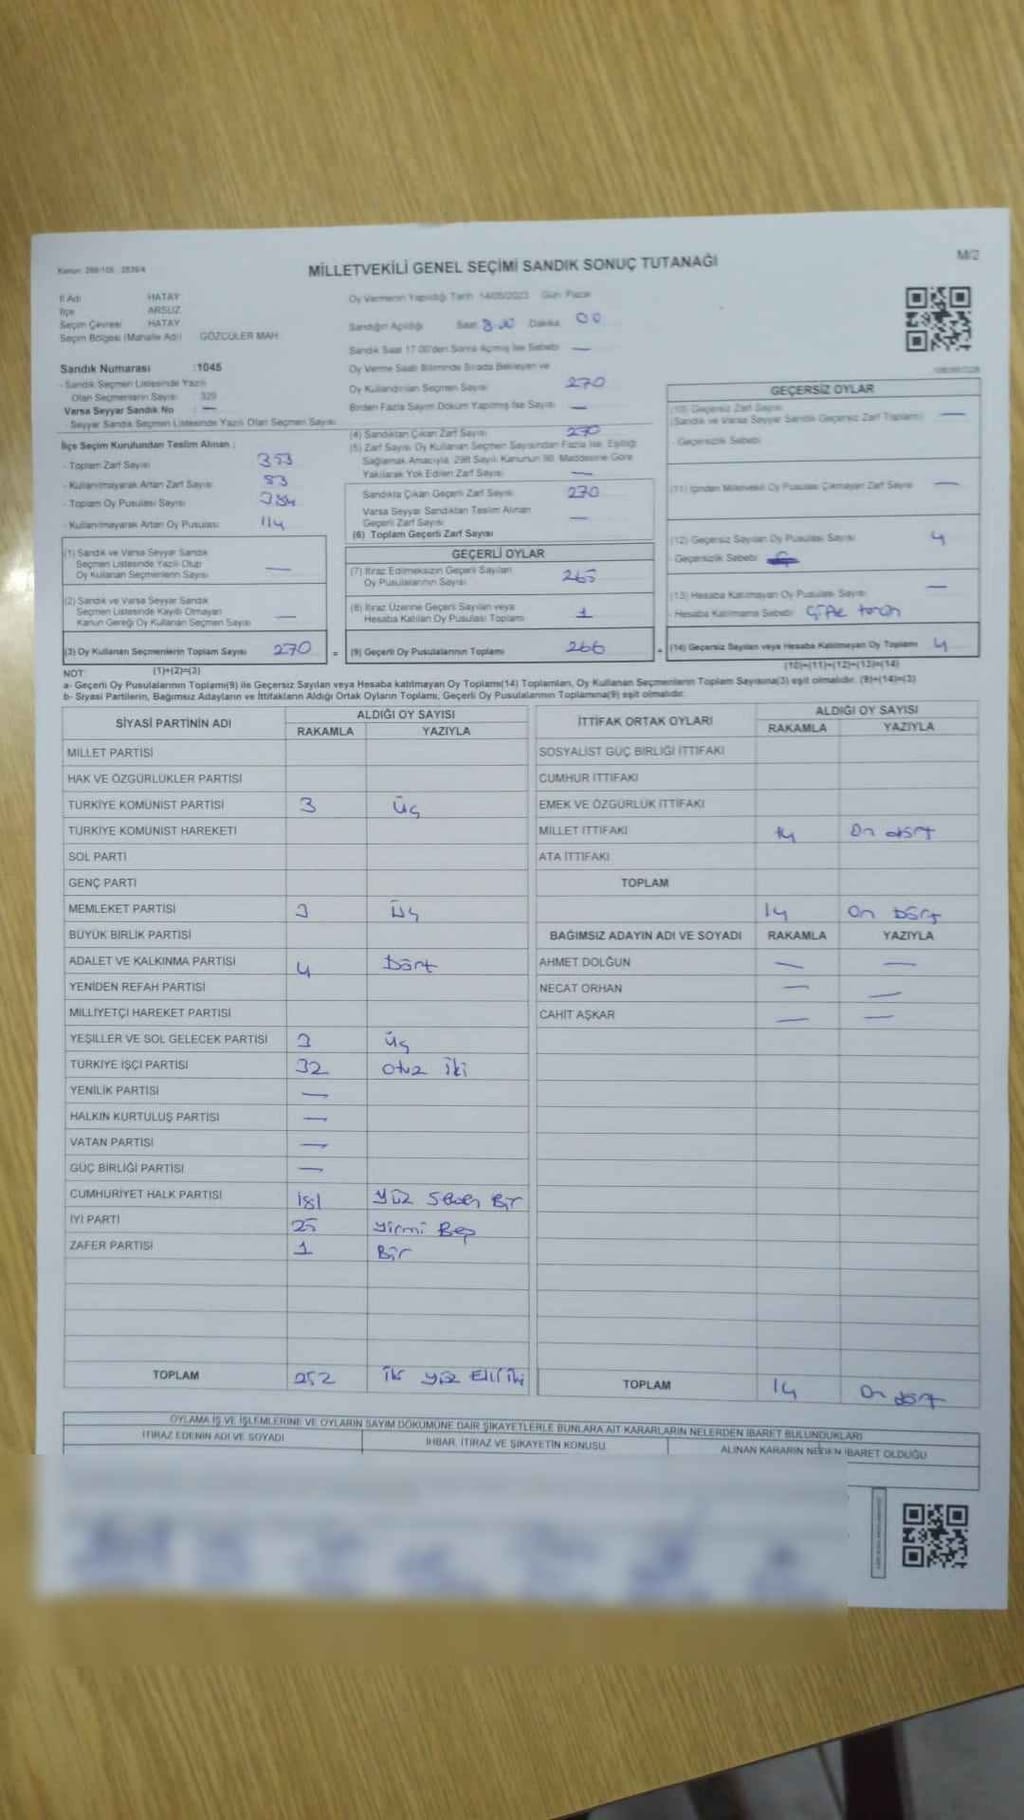 MİLLETVEKİLİ GENEL SEÇİMİ SANDIK SONUÇ TUTANAĞI
İl Adı HATAY
İlçe ARSUZ
Seçim Çevresi HATAY
Seçim Bölgesi (Mahalle Adı) GÖZCÜLER MAH.
Oy Vermenin Yapıldığı Tarih 14/05/2023 Gün Pazar
Sandığın Açıldığı Saat Dakika 00
Sandık Saat 17:00'den Sonra Açılmış İse Sebebi —
Sandık Numarası :1045
- Sandık Seçmen Listesinde Yazılı
Olan Seçmenlerin Sayısı
Varsa Seyyar Sandık No —
Seyyar Sandık Seçmen Listesinde Yazılı Olan Seçmen Sayısı
Oy Verme Saati Bitiminde Sırada Bekleyen ve
Oy Kullandırılan Seçmen Sayısı 270
Birden Fazla Sayım Döküm Yapılmış İse Sayısı —
(4) Sandıktan Çıkan Zarf Sayısı 270
(5) Zarf Sayısı Oy Kullanan Seçmen Sayısından Fazla İse, Eşitliği
Sağlamak Amacıyla, 298 Sayılı Kanunun 98. Maddesine Göre
Yakılarak Yok Edilen Zarf Sayısı —
İlçe Seçim Kurulundan Teslim Alınan :
- Toplam Zarf Sayısı 353
- Kullanılmayarak Artan Zarf Sayısı 83
- Toplam Oy Pusulası Sayısı 384
- Kullanılmayarak Artan Oy Pusulası 114
Sandıkta Çıkan Geçerli Zarf Sayısı 270
Varsa Seyyar Sandıktan Teslim Alınan
Geçerli Zarf Sayısı —
(6) Toplam Geçerli Zarf Sayısı
GEÇERSİZ OYLAR
(10) Geçersiz Zarf Sayısı
(Sandık ve Varsa Seyyar Sandık Geçersiz Zarf Toplamı) —
- Geçersizlik Sebebi
(11) İçinden Milletvekili Oy Pusulası Çıkmayan Zarf Sayısı —
(12) Geçersiz Sayılan Oy Pusulası Sayısı 4
- Geçersizlik Sebebi
(13) Hesaba Katılmayan Oy Pusulası Sayısı —
- Hesaba Katılmama Sebebi
(14) Geçersiz Sayılan veya Hesaba Katılmayan Oy Toplamı 4
(10)+(11)+(12)+(13)=(14)
(1) Sandık ve Varsa Seyyar Sandık
Seçmen Listesinde Yazılı Olup
Oy Kullanan Seçmenlerin Sayısı —
(2) Sandık ve Varsa Seyyar Sandık
Seçmen Listesinde Kayıtlı Olmayan
Kanun Gereği Oy Kullanan Seçmen Sayısı —
(3) Oy Kullanan Seçmenlerin Toplam Sayısı 270 =
GEÇERLİ OYLAR
(7) İtiraz Edilmeksizin Geçerli Sayılan
Oy Pusulalarının Sayısı 265
(8) İtiraz Üzerine Geçerli Sayılan veya
Hesaba Katılan Oy Pusulası Toplamı 1
(9) Geçerli Oy Pusulalarının Toplamı 266 +
NOT (1)+(2)=(3)
a- Geçerli Oy Pusulalarının Toplamı(9) ile Geçersiz Sayılan veya Hesaba katılmayan Oy Toplamı(14) Toplamları, Oy Kullanan Seçmenlerin Toplam Sayısına(3) eşit olmalıdır. (9)+(14)=(3)
b- Siyasi Partilerin, Bağımsız Adayların ve İttifakların Aldığı Ortak Oyların Toplamı, Geçerli Oy Pusulalarının Toplamına(9) eşit olmalıdır.
SİYASİ PARTİNİN ADI ALDIĞI OY SAYISI
RAKAMLA YAZIYLA
MİLLET PARTİSİ
HAK VE ÖZGÜRLÜKLER PARTİSİ
TÜRKİYE KOMÜNİST PARTİSİ 3 üç
TÜRKİYE KOMÜNİST HAREKETİ
SOL PARTİ
GENÇ PARTİ
MEMLEKET PARTİSİ 3 üç
BÜYÜK BİRLİK PARTİSİ
ADALET VE KALKINMA PARTİSİ 4 Dört
YENİDEN REFAH PARTİSİ
MİLLİYETÇİ HAREKET PARTİSİ
YEŞİLLER VE SOL GELECEK PARTİSİ 3 üç
TÜRKİYE İŞÇİ PARTİSİ 32 otuz iki
YENİLİK PARTİSİ —
HALKIN KURTULUŞ PARTİSİ —
VATAN PARTİSİ —
GÜÇ BİRLİĞİ PARTİSİ —
CUMHURİYET HALK PARTİSİ 181 yüz seksen Bir
İYİ PARTİ 25 yirmi Beş
ZAFER PARTİSİ 1 Bir
TOPLAM 252 iki yüz Elli iki
İTTİFAK ORTAK OYLARI ALDIĞI OY SAYISI
RAKAMLA YAZIYLA
SOSYALİST GÜÇ BİRLİĞİ İTTİFAKI
CUMHUR İTTİFAKI
EMEK VE ÖZGÜRLÜK İTTİFAKI
MİLLET İTTİFAKI 14 On dört
ATA İTTİFAKI
TOPLAM
14 On Dört
BAĞIMSIZ ADAYIN ADI VE SOYADI RAKAMLA YAZIYLA
AHMET DOLĞUN — —
NECAT ORHAN — —
CAHİT AŞKAR — —
TOPLAM 14 On dört
OYLAMA İŞ VE İŞLEMLERİNE VE OYLARIN SAYIM DÖKÜMÜNE DAİR ŞİKAYETLERLE BUNLARA AİT KARARLARIN NELERDEN İBARET BULUNDUKLARI
İTİRAZ EDENİN ADI VE SOYADI İHBAR, İTİRAZ VE ŞİKAYETİN KONUSU ALINAN KARARIN NEDEN İBARET OLDUĞU